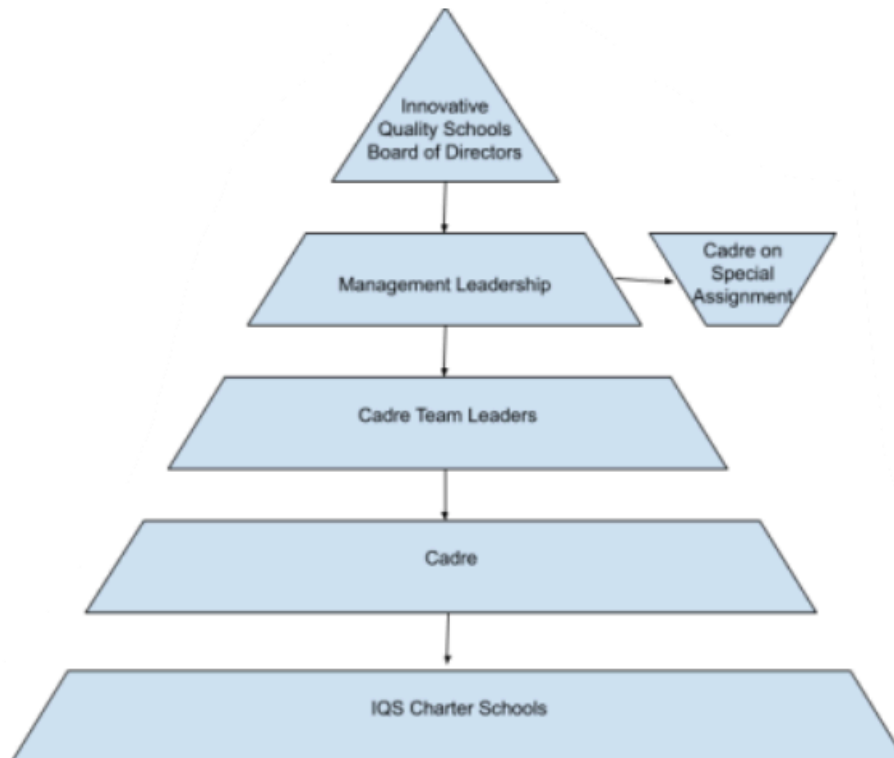 Innovative
Quality Schools
Board of Directors
Management Leadership
Cadre on
Special
Assignment
Cadre Team Leaders
Cadre
IQS Charter Schools